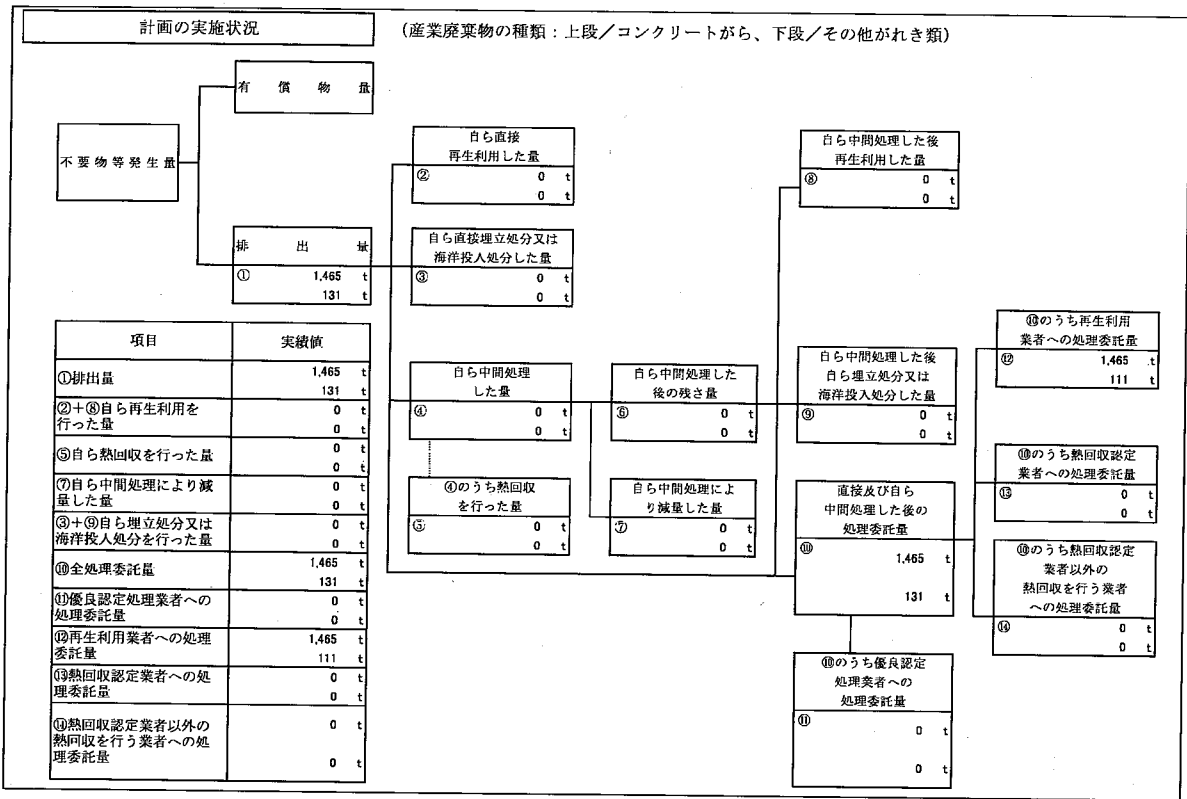 計画の実施状況
(産業廃棄物の種類：上段／コンクリートがら、下段／その他がれき類)
有償物量
不要物等発生量
排出量
① 1,465 t
131 t
自ら直接
再生利用した量
② 0 t
0 t
自ら直接埋立処分又は
海洋投入処分した量
③ 0 t
0 t
自ら中間処理した後
再生利用した量
⑧ 0 t
0 t
自ら中間処理
した量
④ 0 t
0 t
④のうち熱回収
を行った量
⑤ 0 t
0 t
自ら中間処理した
後の残さ量
⑥ 0 t
0 t
自ら中間処理によ
り減量した量
⑦ 0 t
0 t
自ら中間処理した後
自ら埋立処分又は
海洋投入処分した量
⑨ 0 t
0 t
直接及び自ら
中間処理した後の
処理委託量
⑩ 1,465 t
131 t
⑩のうち優良認定
処理業者への
処理委託量
⑪ 0 t
0 t
⑩のうち再生利用
業者への処理委託量
⑫ 1,465 t
111 t
⑩のうち熱回収認定
業者への処理委託量
⑬ 0 t
0 t
⑩のうち熱回収認定
業者以外の
熱回収を行う業者
への処理委託量
⑭ 0 t
0 t
項目 実績値
①排出量 1,465 t
131 t
②＋⑧自ら再生利用を 0 t
行った量 0 t
⑤自ら熱回収を行った量 0 t
0 t
⑦自ら中間処理により減 0 t
量した量 0 t
③＋⑨自ら埋立処分又は 0 t
海洋投入処分を行った量 0 t
⑩全処理委託量 1,465 t
131 t
⑪優良認定処理業者への 0 t
処理委託量 0 t
⑫再生利用業者への処理 1,465 t
委託量 111 t
⑬熱回収認定業者への処 0 t
理委託量 0 t
⑭熱回収認定業者以外の 0 t
熱回収を行う業者への処
理委託量 0 t